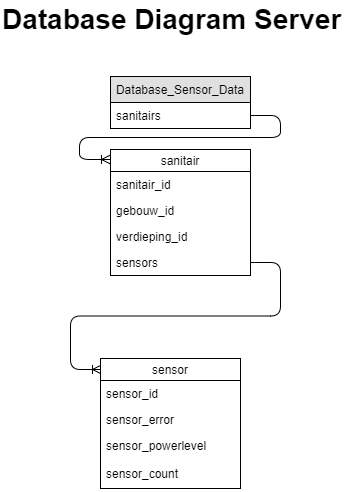 Database Diagram Server
Database_Sensor_Data
sanitairs
sanitair
sanitair_id
gebouw_id
verdieping_id
sensors
sensor
sensor_id
sensor_error
sensor_powerlevel
sensor_count